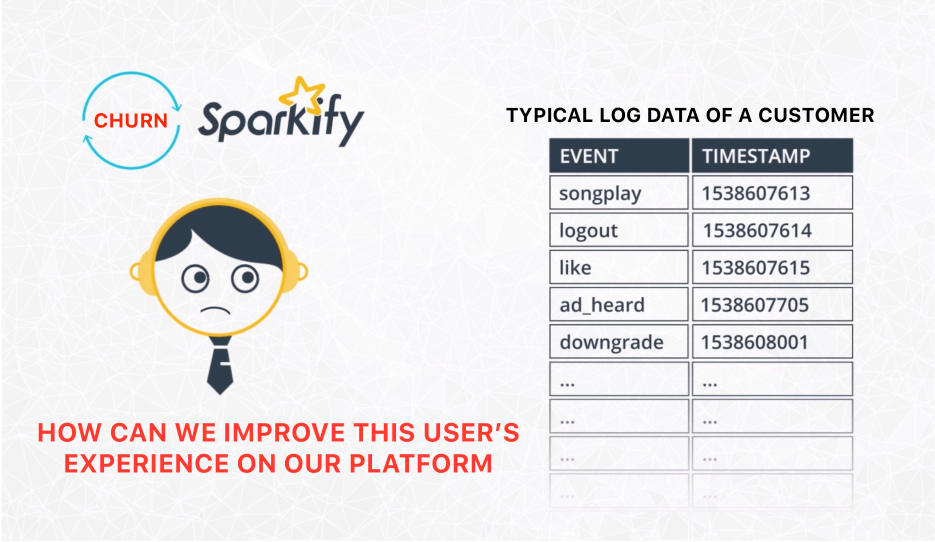 CHURN
Sparkify
TYPICAL LOG DATA OF A CUSTOMER
EVENT TIMESTAMP
songplay 1538607613
logout 1538607614
like 1538607615
ad_heard 1538607705
downgrade 1538608001
... ...
... ...
... ...
... ...
HOW CAN WE IMPROVE THIS USER’S
EXPERIENCE ON OUR PLATFORM